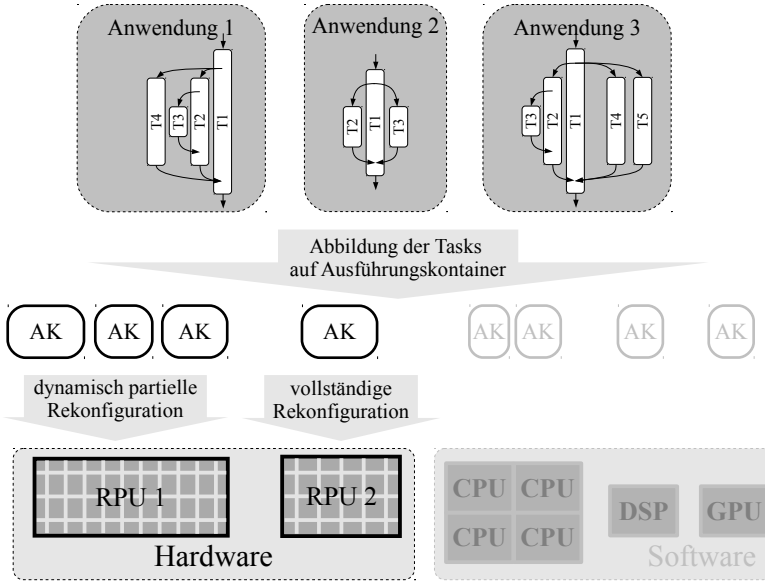 Anwendung 1
Anwendung 2
Anwendung 3
T4
T3
T2
T1
T2
T1
T3
T3
T2
T1
T4
T5
Abbildung der Tasks
auf Ausführungskontainer
AK
AK
AK
AK
AK
AK
AK
AK
dynamisch partielle
Rekonfiguration
vollständige
Rekonfiguration
RPU 1
RPU 2
Hardware
CPU
CPU
CPU
CPU
DSP
GPU
Software